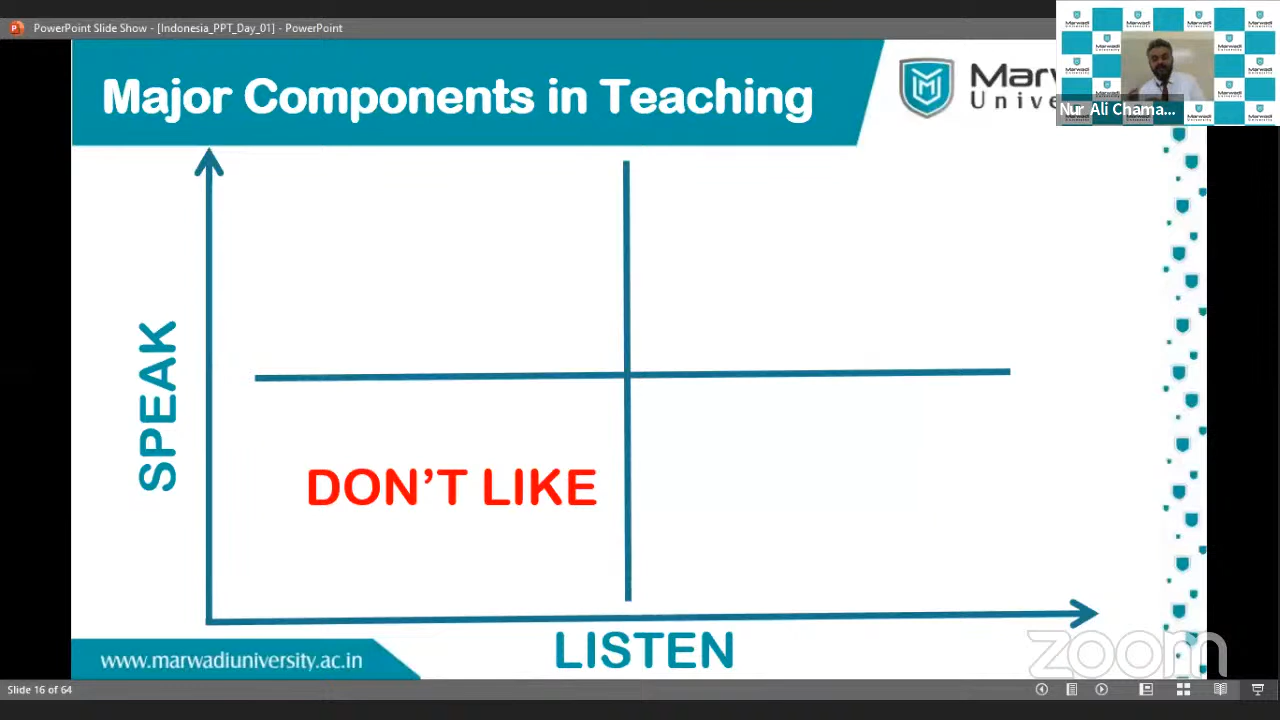 PowerPoint Slide Show - [Indonesia_PPT_Day_01] - PowerPoint
Major Components in Teaching
Marw
Unive
Nur Ali Chama...
SPEAK
DON'T LIKE
LISTEN
www.marwadiuniversity.ac.in
zoom
Slide 16 of 64